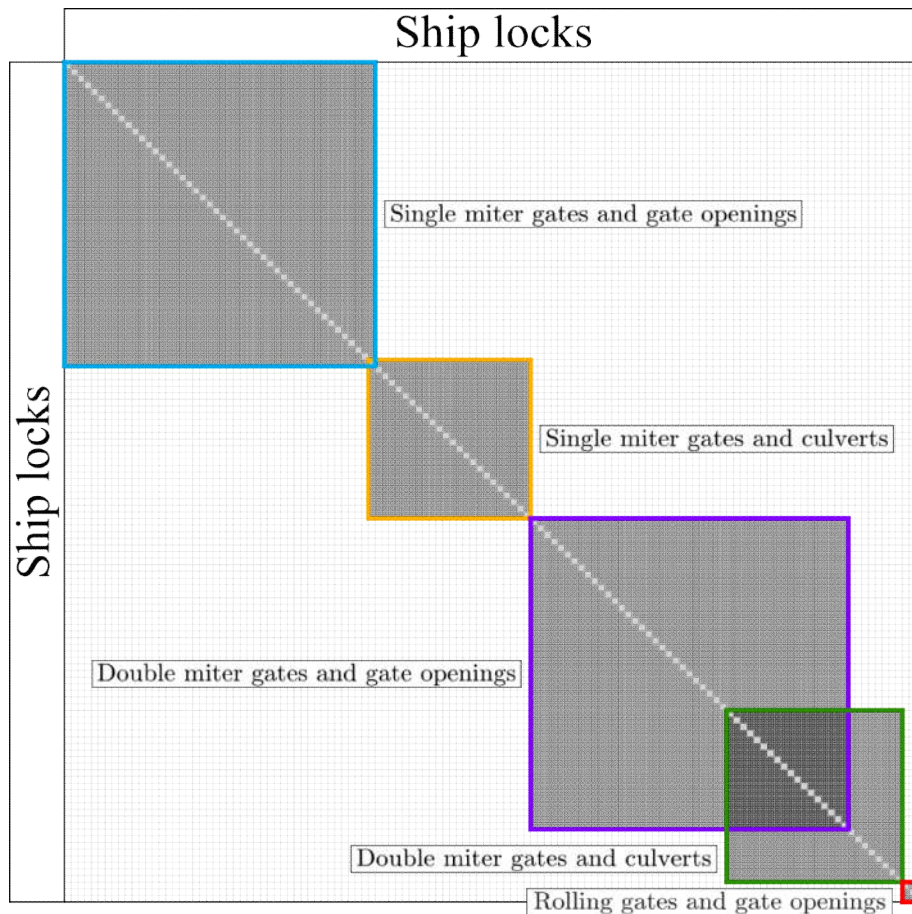 Ship locks
Ship locks
Single miter gates and gate openings
Single miter gates and culverts
Double miter gates and gate openings
Double miter gates and culverts
Rolling gates and gate openings